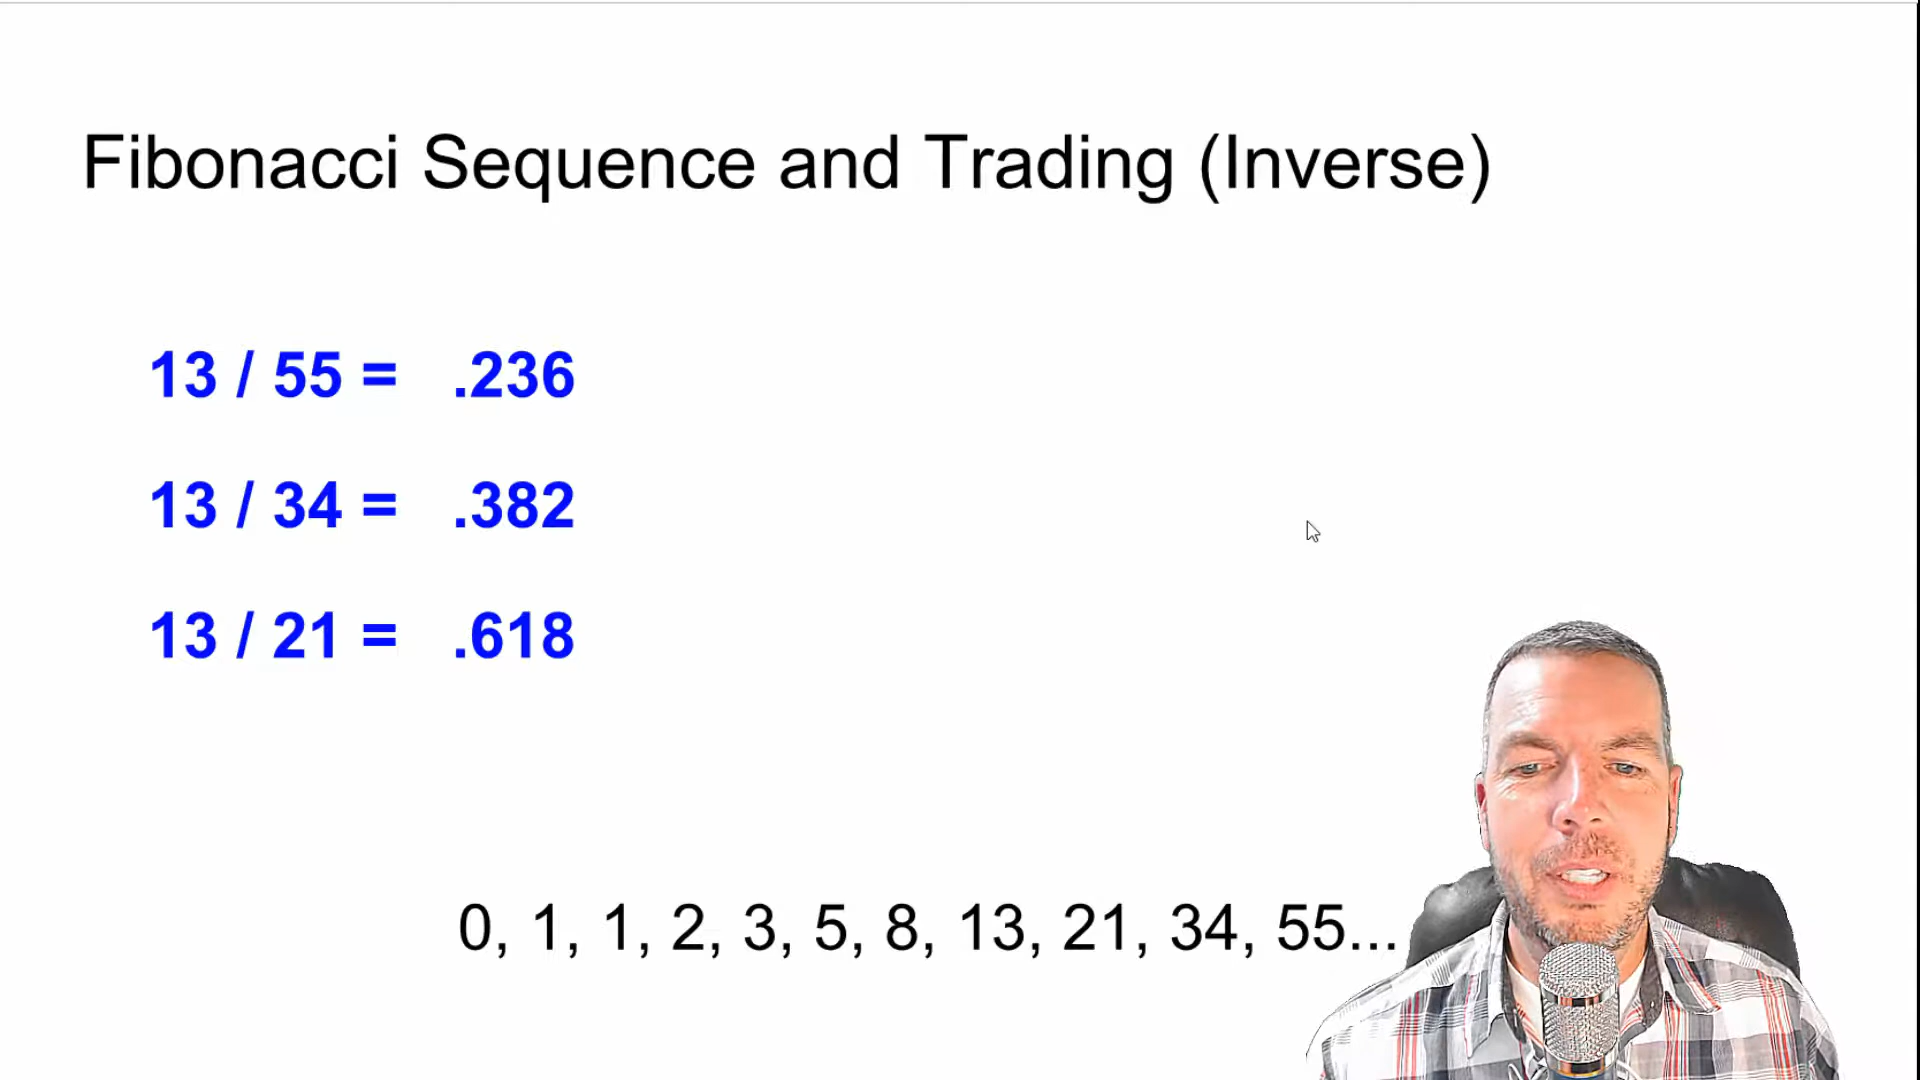 Fibonacci Sequence and Trading (Inverse)
13 / 55 = .236
13 / 34 = .382
13 / 21 = .618
0, 1, 1, 2, 3, 5, 8, 13, 21, 34, 55...